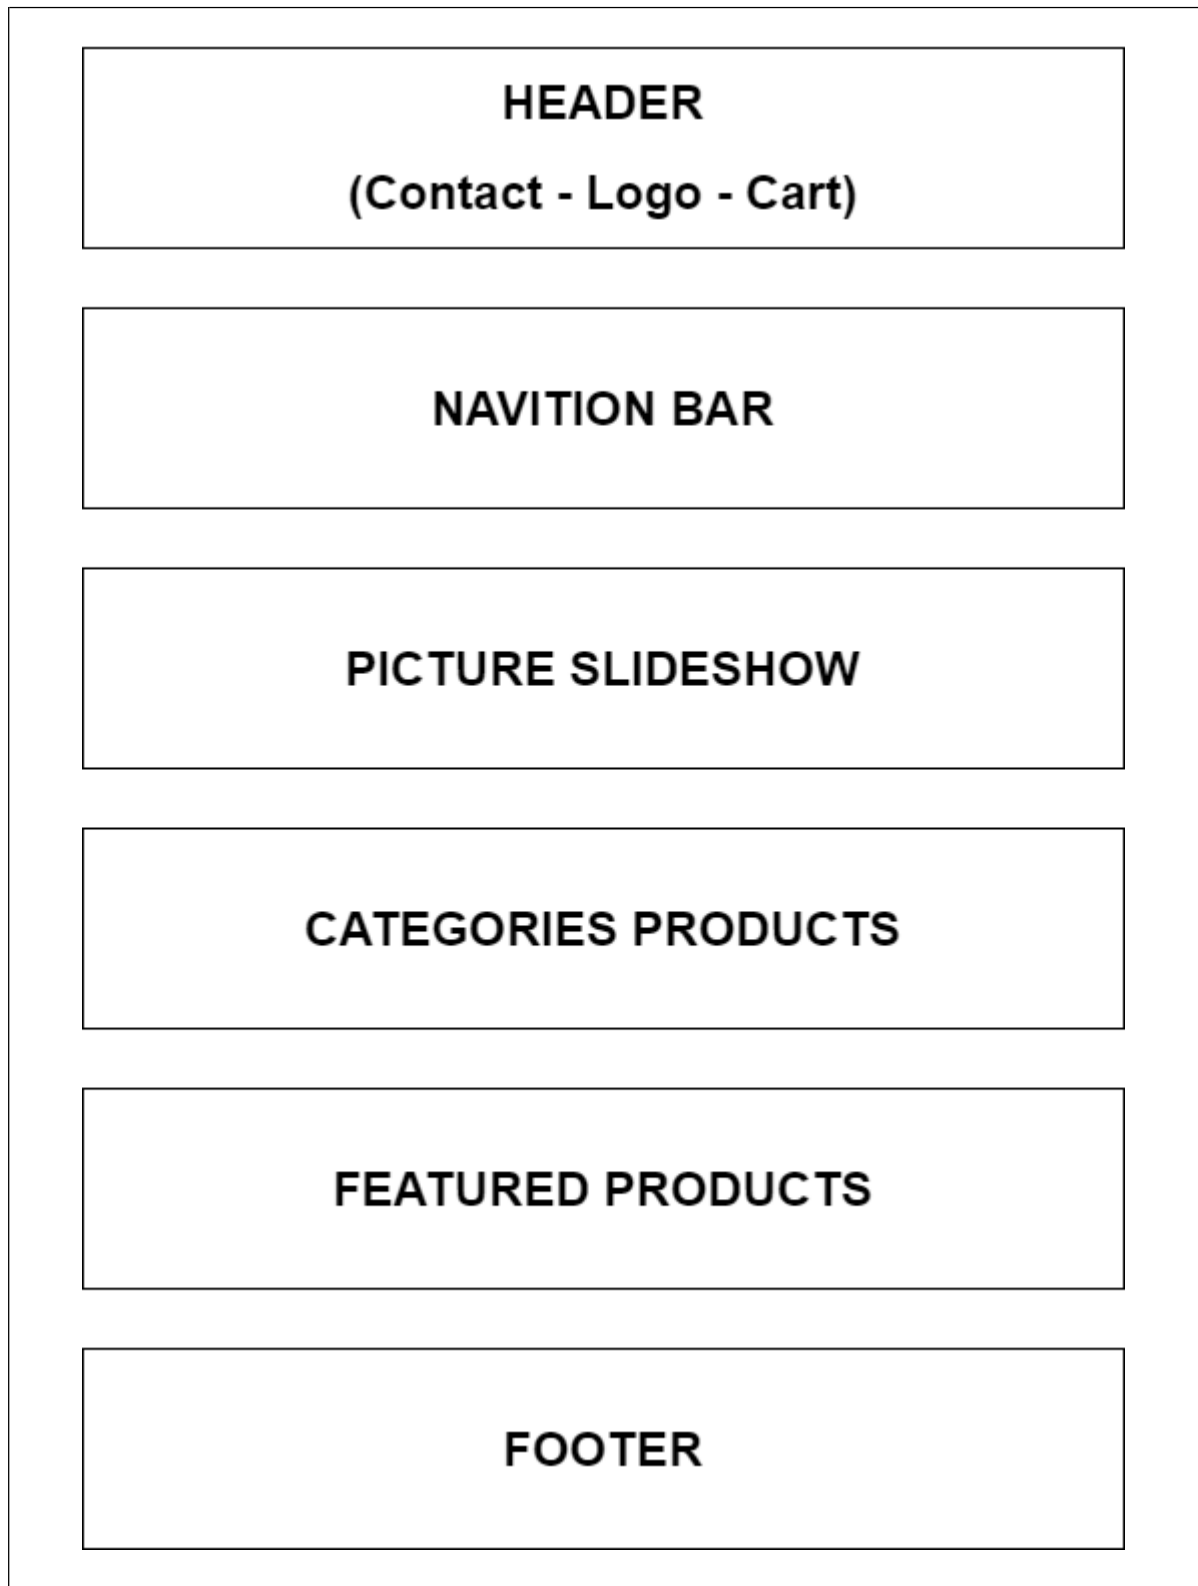 HEADER
(Contact - Logo - Cart)
NAVITION BAR
PICTURE SLIDESHOW
CATEGORIES PRODUCTS
FEATURED PRODUCTS
FOOTER